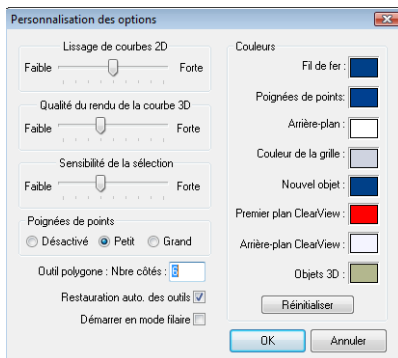 Personnalisation des options
Lissage de courbes 2D
Faible Forte
Qualité du rendu de la courbe 3D
Faible Forte
Sensibilité de la sélection
Faible Forte
Poignées de points
Désactivé Petit Grand
Outil polygone : Nbre côtés : 6
Restauration auto. des outils
Démarrer en mode filaire
Couleurs
Fil de fer :
Poignées de points:
Arrière-plan :
Couleur de la grille :
Nouvel objet :
Premier plan ClearView :
Arrière-plan ClearView :
Objets 3D :
Réinitialiser
OK Annuler